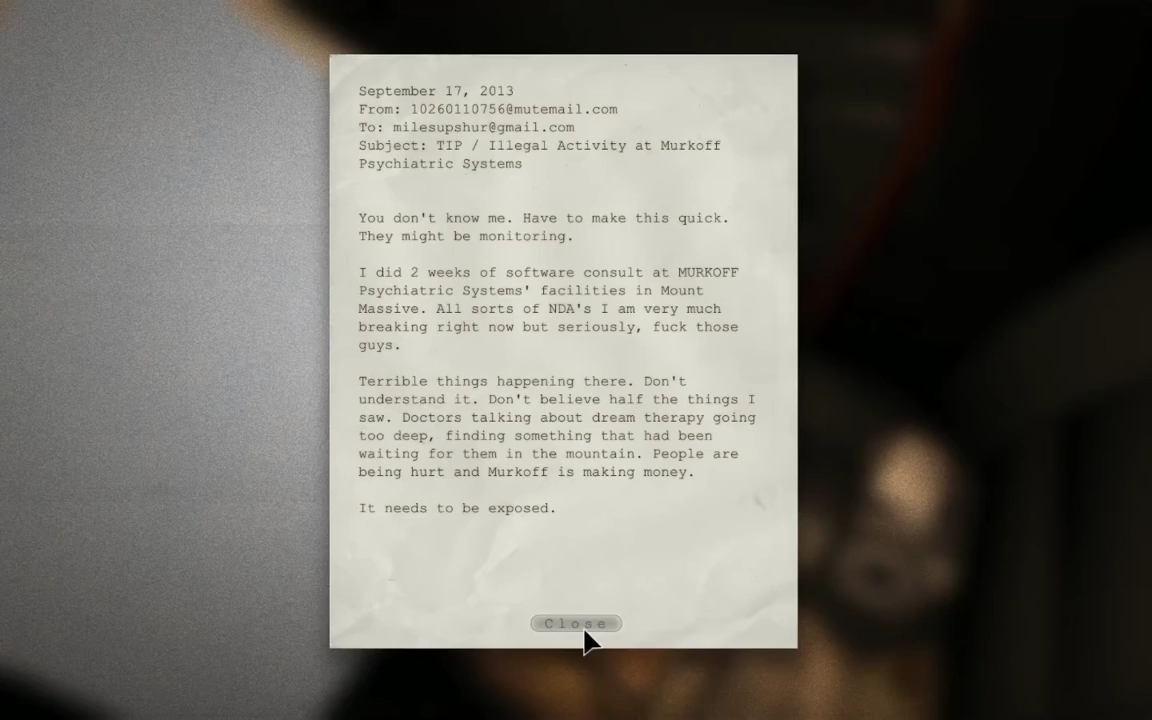 September 17, 2013
From: 10260110756@mutemail.com
To: milesupshur@gmail.com
Subject: TIP / Illegal Activity at Murkoff
Psychiatric Systems
You don't know me. Have to make this quick.
They might be monitoring.
I did 2 weeks of software consult at MURKOFF
Psychiatric Systems' facilities in Mount
Massive. All sorts of NDA's I am very much
breaking right now but seriously, fuck those
guys.
Terrible things happening there. Don't
understand it. Don't believe half the things I
saw. Doctors talking about dream therapy going
too deep, finding something that had been
waiting for them in the mountain. People are
being hurt and Murkoff is making money.
It needs to be exposed.
Close